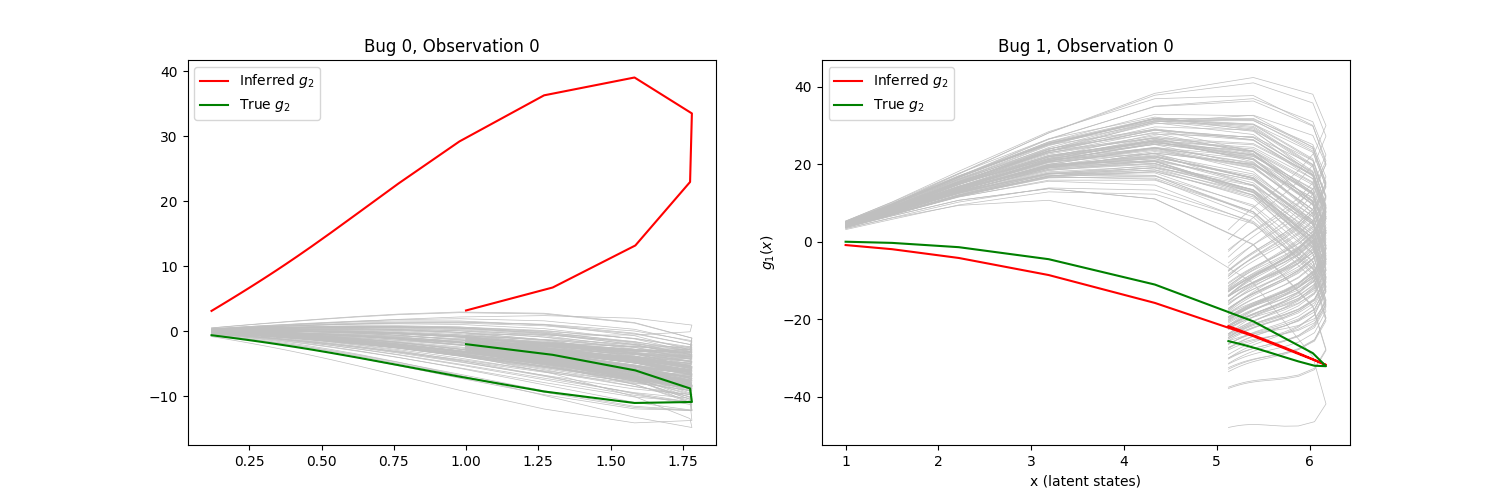 Bug 0, Observation 0
Inferred g₂
True g₂
40
30
20
10
0
−10
0.25 0.50 0.75 1.00 1.25 1.50 1.75
Bug 1, Observation 0
Inferred g₂
True g₂
g₁(x)
40
20
0
−20
−40
1 2 3 4 5 6
x (latent states)